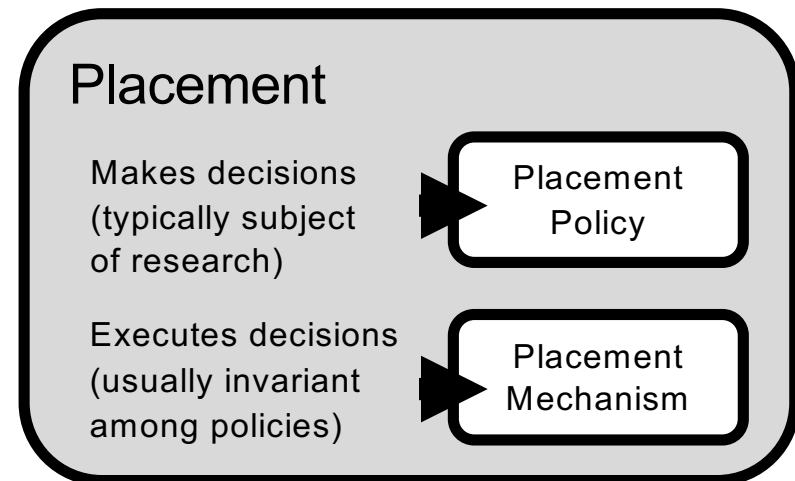 Placement
Makes decisions
(typically subject
of research)
Placement
Policy
Executes decisions
(usually invariant
among policies)
Placement
Mechanism